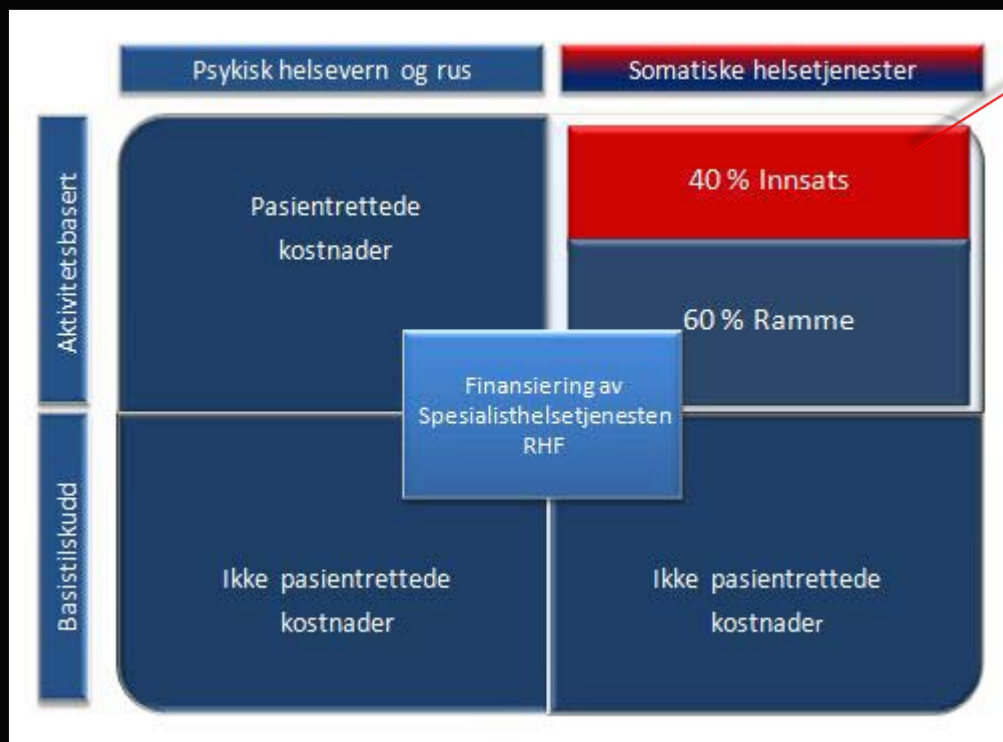 Psykisk helsevern og rus
Somatiske helsetjenester
Aktivitetsbasert
Pasientrettede
kostnader
40 % Innsats
60 % Ramme
Finansiering av
Spesialisthelsetjenesten
RHF
Basistilskudd
Ikke pasientrettede
kostnader
Ikke pasientrettede
kostnader